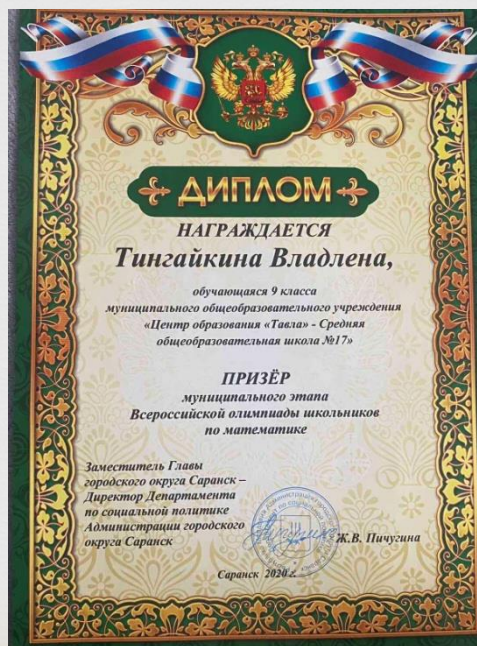 ДИПЛОМ
НАГРАЖДАЕТСЯ
Тингайкина Владлена,
обучающаяся 9 класса
муниципального общеобразовательного учреждения
«Центр образования «Тавла» - Средняя
общеобразовательная школа №17»
ПРИЗЁР
муниципального этапа
Всероссийской олимпиады школьников
по математике
Заместитель Главы
городского округа Саранск –
Директор Департамента
по социальной политике
Администрации городского
округа Саранск
Ж.В. Пичугина
Саранск 2020 г.